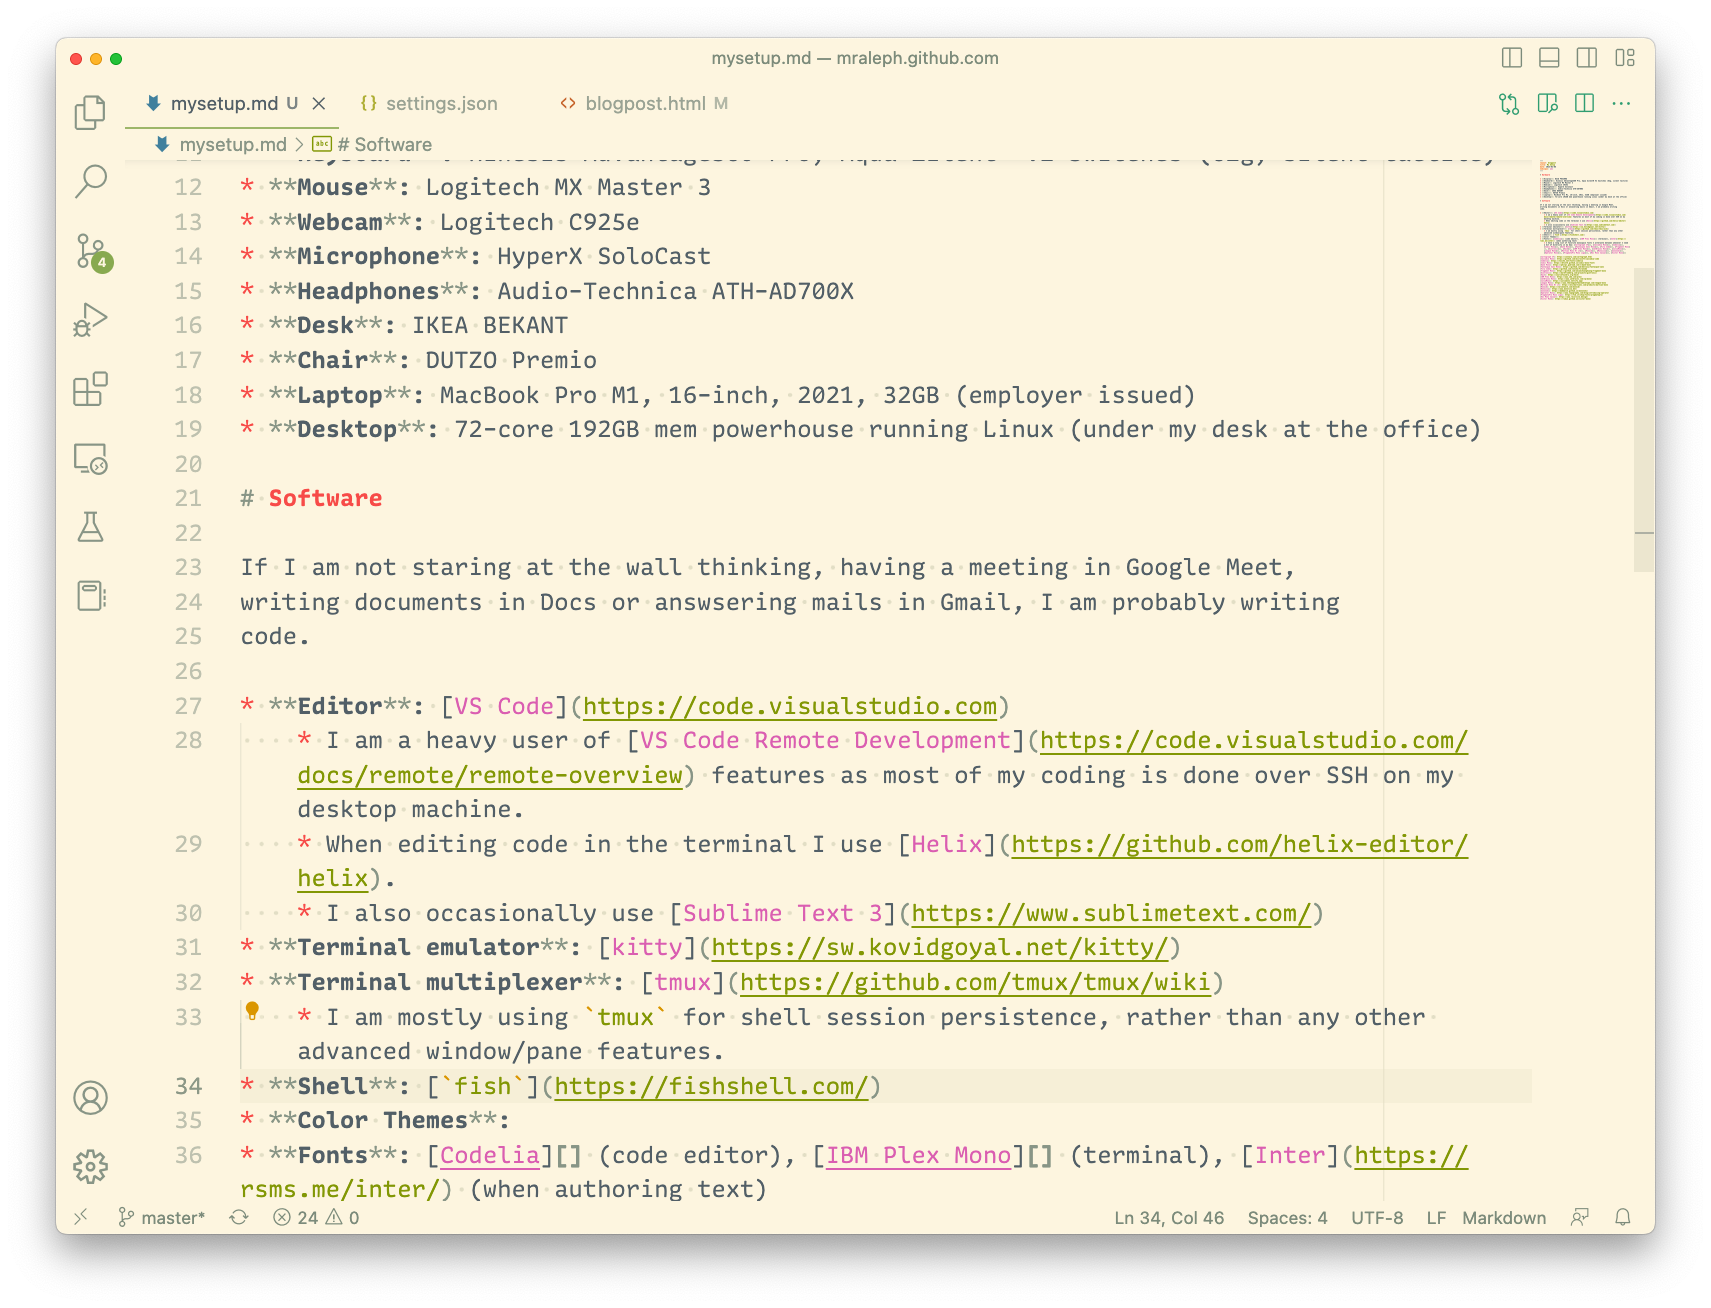 mysetup.md — mraleph.github.com
mysetup.md U
settings.json
blogpost.html M
mysetup.md > # Software
12 * **Mouse**: Logitech MX Master 3
13 * **Webcam**: Logitech C925e
14 * **Microphone**: HyperX SoloCast
15 * **Headphones**: Audio-Technica ATH-AD700X
16 * **Desk**: IKEA BEKANT
17 * **Chair**: DUTZO Premio
18 * **Laptop**: MacBook Pro M1, 16-inch, 2021, 32GB (employer issued)
19 * **Desktop**: 72-core 192GB mem powerhouse running Linux (under my desk at the office)
20
21 # Software
22
23 If I am not staring at the wall thinking, having a meeting in Google Meet,
24 writing documents in Docs or answsering mails in Gmail, I am probably writing
25 code.
26
27 * **Editor**: [VS Code](https://code.visualstudio.com)
28 * I am a heavy user of [VS Code Remote Development](https://code.visualstudio.com/
docs/remote/remote-overview) features as most of my coding is done over SSH on my
desktop machine.
29 * When editing code in the terminal I use [Helix](https://github.com/helix-editor/
helix).
30 * I also occasionally use [Sublime Text 3](https://www.sublimetext.com/)
31 * **Terminal emulator**: [kitty](https://sw.kovidgoyal.net/kitty/)
32 * **Terminal multiplexer**: [tmux](https://github.com/tmux/tmux/wiki)
33 * I am mostly using `tmux` for shell session persistence, rather than any other
advanced window/pane features.
34 * **Shell**: [`fish`](https://fishshell.com/)
35 * **Color Themes**:
36 * **Fonts**: [Codelia][] (code editor), [IBM Plex Mono][] (terminal), [Inter](https://
rsms.me/inter/) (when authoring text)
4
master* 24 0
Ln 34, Col 46 Spaces: 4 UTF-8 LF Markdown